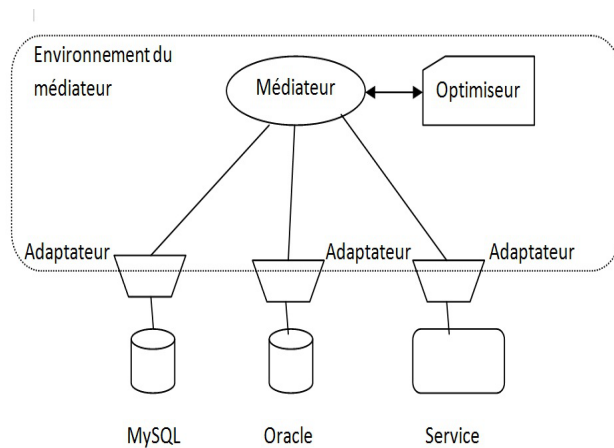 Environnement du
médiateur
Médiateur
Optimiseur
Adaptateur
Adaptateur
Adaptateur
MySQL
Oracle
Service